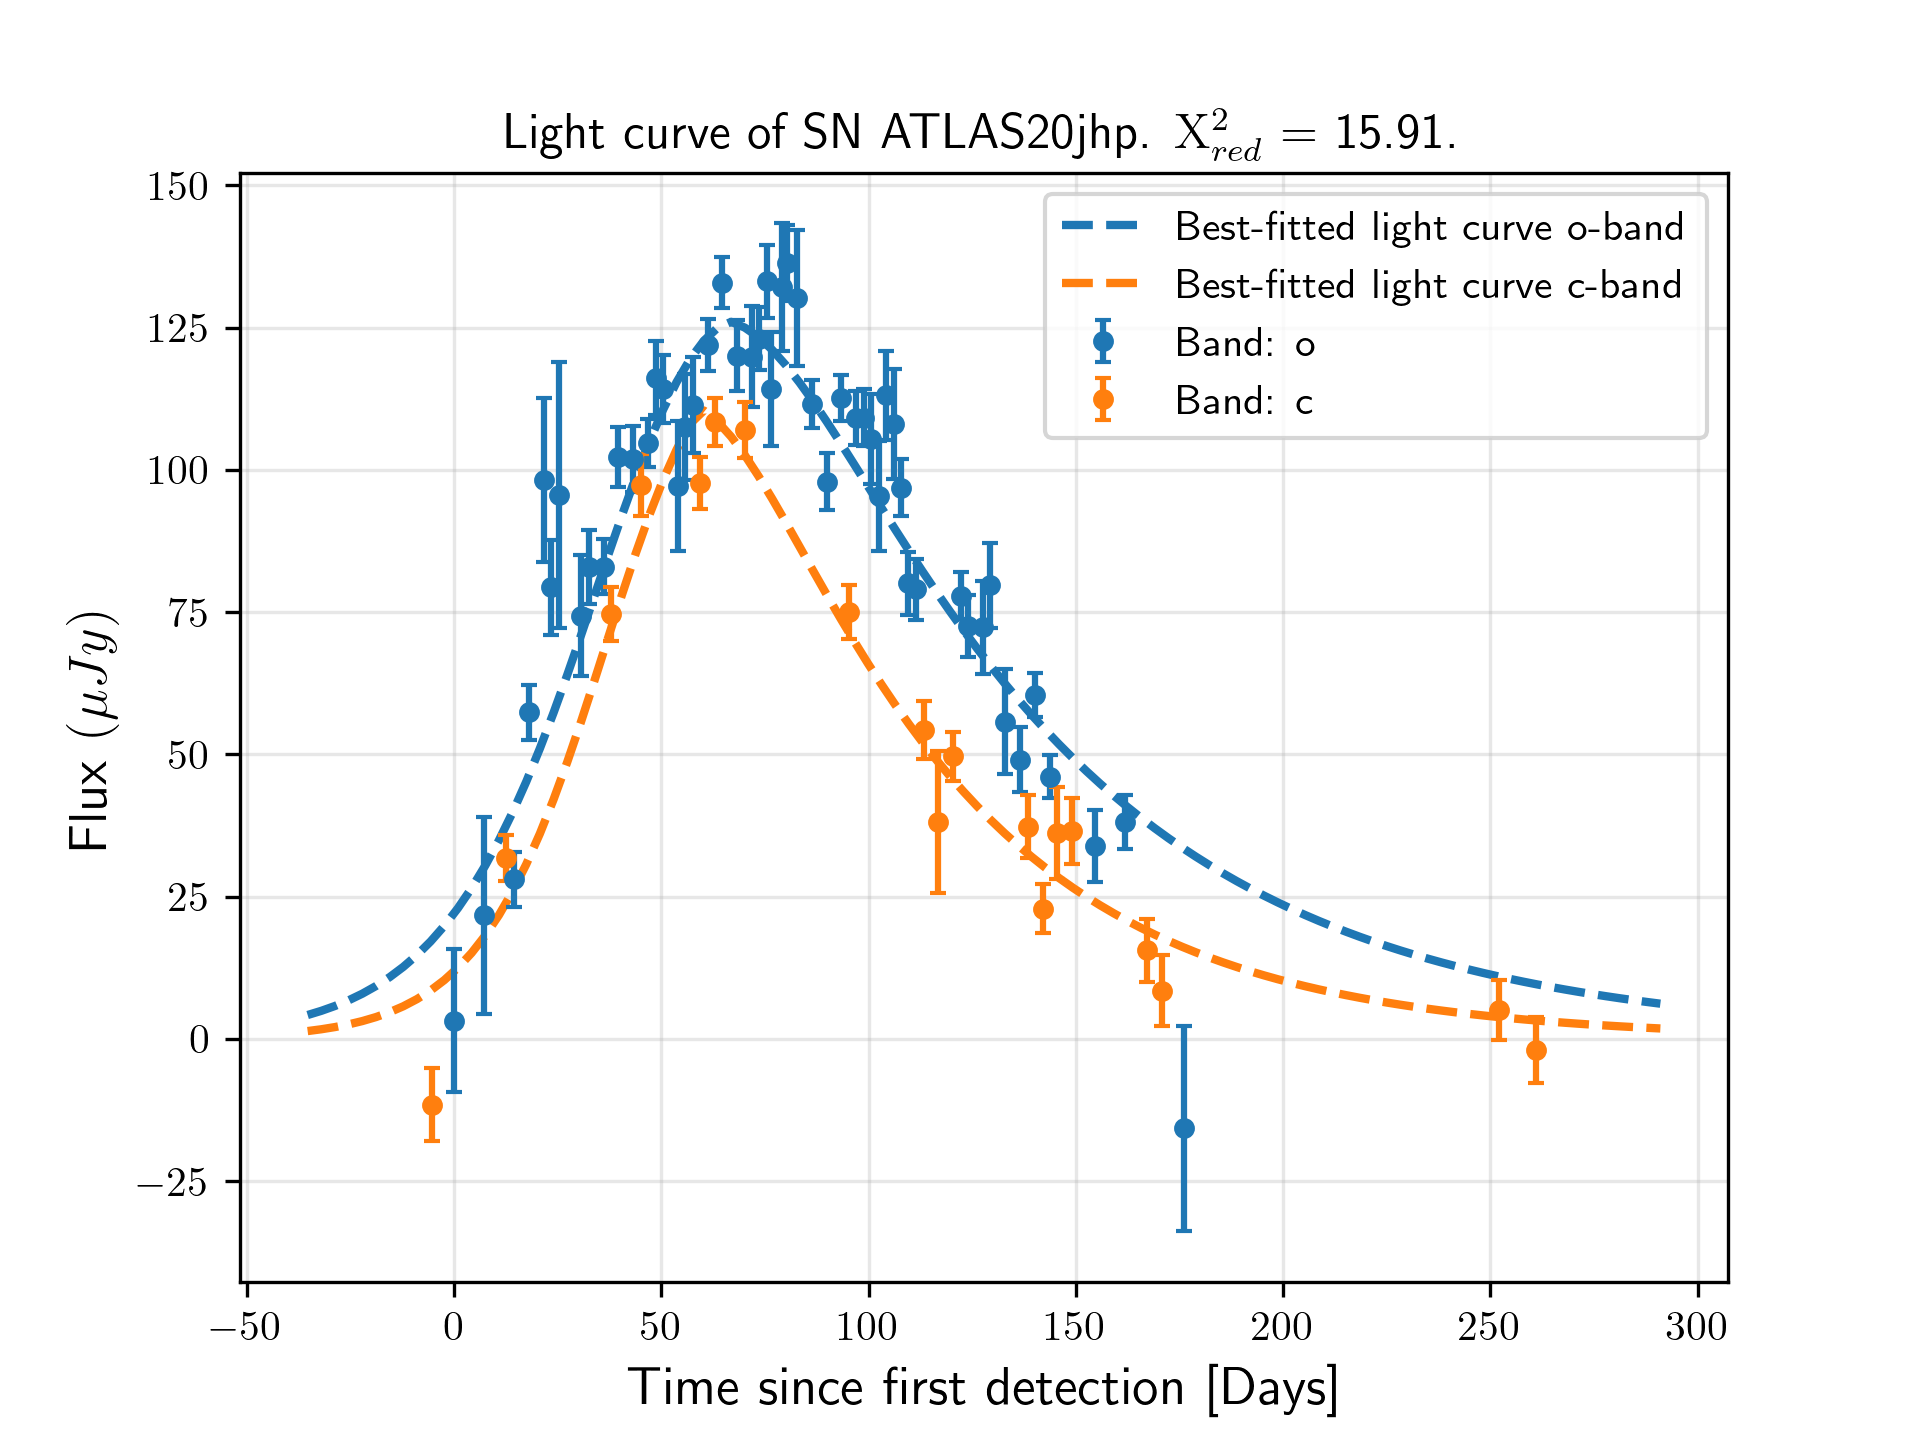 Light curve of SN ATLAS20jhp. X²_red = 15.91.
150
125
100
75
50
25
0
−25
Flux (μJy)
Best-fitted light curve o-band
Best-fitted light curve c-band
Band: o
Band: c
−50 0 50 100 150 200 250 300
Time since first detection [Days]